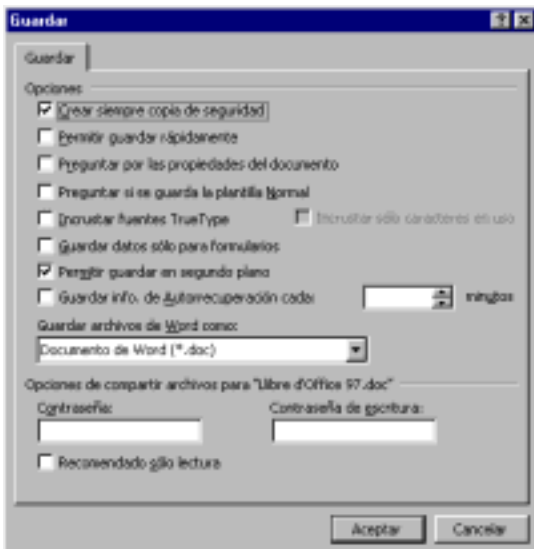 Guardar
Guardar
Opciones
Crear siempre copia de seguridad
Permitir guardar rápidamente
Preguntar por las propiedades del documento
Preguntar si se guarda la plantilla Normal
Incrustar fuentes TrueType Incrustar sólo caracteres en uso
Guardar datos sólo para formularios
Permitir guardar en segundo plano
Guardar info. de Autorrecuperación cada: minutos
Guardar archivos de Word como:
Documento de Word (*.doc)
Opciones de compartir archivos para "Llibre d'Office 97.doc"
Contraseña: Contraseña de escritura:
Recomendado sólo lectura
Aceptar Cancelar